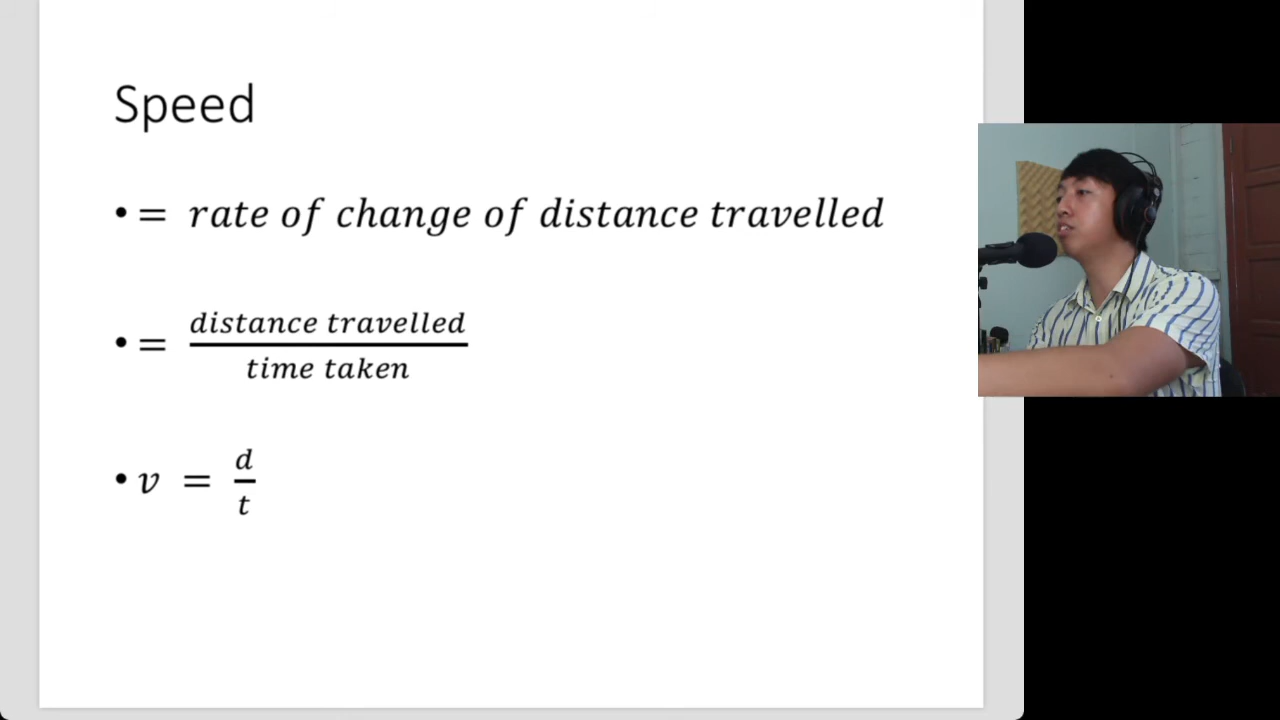 Speed
• = rate of change of distance travelled
• = distance travelled / time taken
• v = d / t